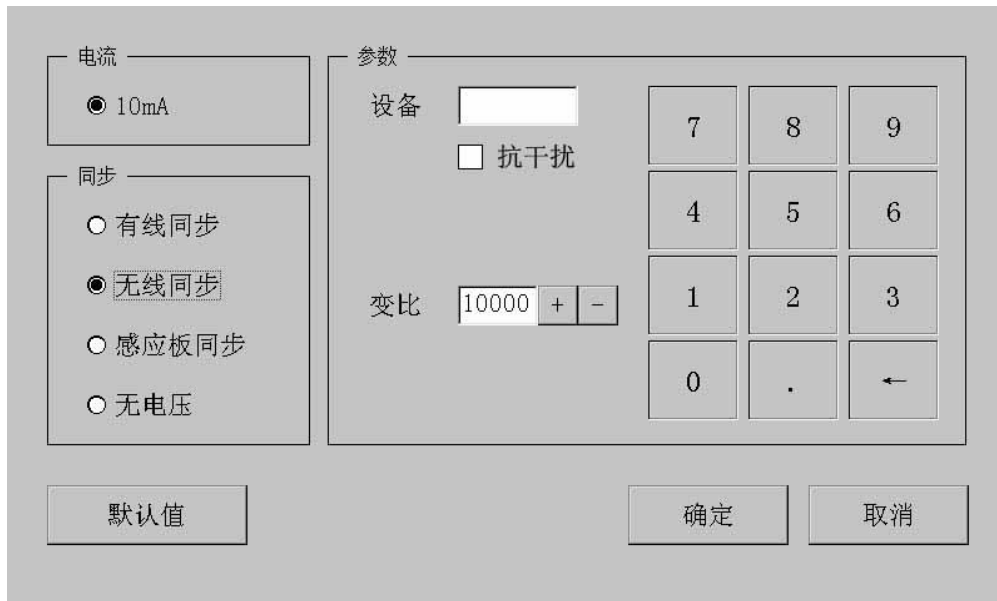 电流
10mA
同步
有线同步
无线同步
感应板同步
无电压
参数
设备
抗干扰
变比 10000 + -
7 8 9
4 5 6
1 2 3
0 . ←
默认值 确定 取消